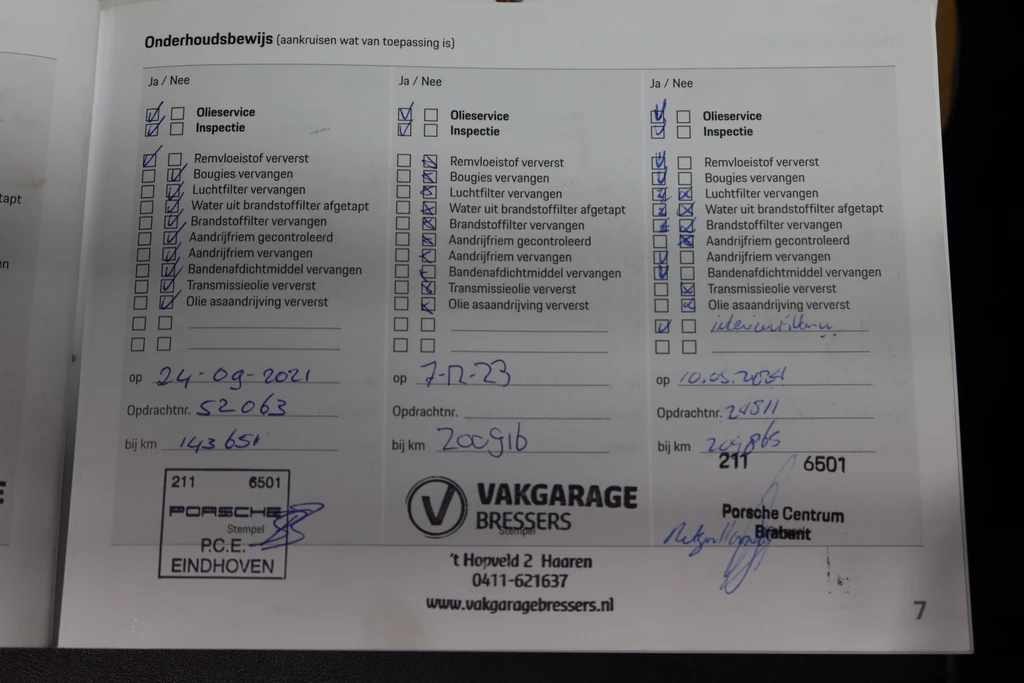 Onderhoudsbewijs (aankruisen wat van toepassing is)
Ja / Nee
Olieservice
Inspectie
Remvloeistof ververst
Bougies vervangen
Luchtfilter vervangen
Water uit brandstoffilter afgetapt
Brandstoffilter vervangen
Aandrijfriem gecontroleerd
Aandrijfriem vervangen
Bandenafdichtmiddel vervangen
Transmissieolie ververst
Olie asaandrijving ververst
op 24-09-2021
Opdrachtnr. 52063
bij km 143651
211 6501
PORSCHE
Stempel
P.C.E.
EINDHOVEN
Ja / Nee
Olieservice
Inspectie
Remvloeistof ververst
Bougies vervangen
Luchtfilter vervangen
Water uit brandstoffilter afgetapt
Brandstoffilter vervangen
Aandrijfriem gecontroleerd
Aandrijfriem vervangen
Bandenafdichtmiddel vervangen
Transmissieolie ververst
Olie asaandrijving ververst
op 7-12-23
Opdrachtnr.
bij km 200916
V VAKGARAGE
BRESSERS
Stempel
't Hopveld 2 Haaren
0411-621637
www.vakgaragebressers.nl
Ja / Nee
Olieservice
Inspectie
Remvloeistof ververst
Bougies vervangen
Luchtfilter vervangen
Water uit brandstoffilter afgetapt
Brandstoffilter vervangen
Aandrijfriem gecontroleerd
Aandrijfriem vervangen
Bandenafdichtmiddel vervangen
Transmissieolie ververst
Olie asaandrijving ververst
op
Opdrachtnr.
bij km 209865
211 6501
Porsche Centrum
Brabant
7